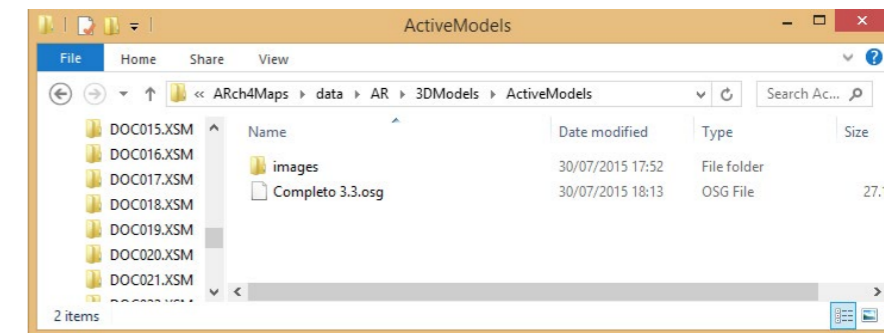 ActiveModels
File Home Share View
« ARch4Maps data AR 3DModels ActiveModels Search Ac...
Name Date modified Type Size
DOC015.XSM
DOC016.XSM
DOC017.XSM
DOC018.XSM
DOC019.XSM
DOC020.XSM
DOC021.XSM
images 30/07/2015 17:52 File folder
Completo 3.3.osg 30/07/2015 18:13 OSG File 27.
2 items